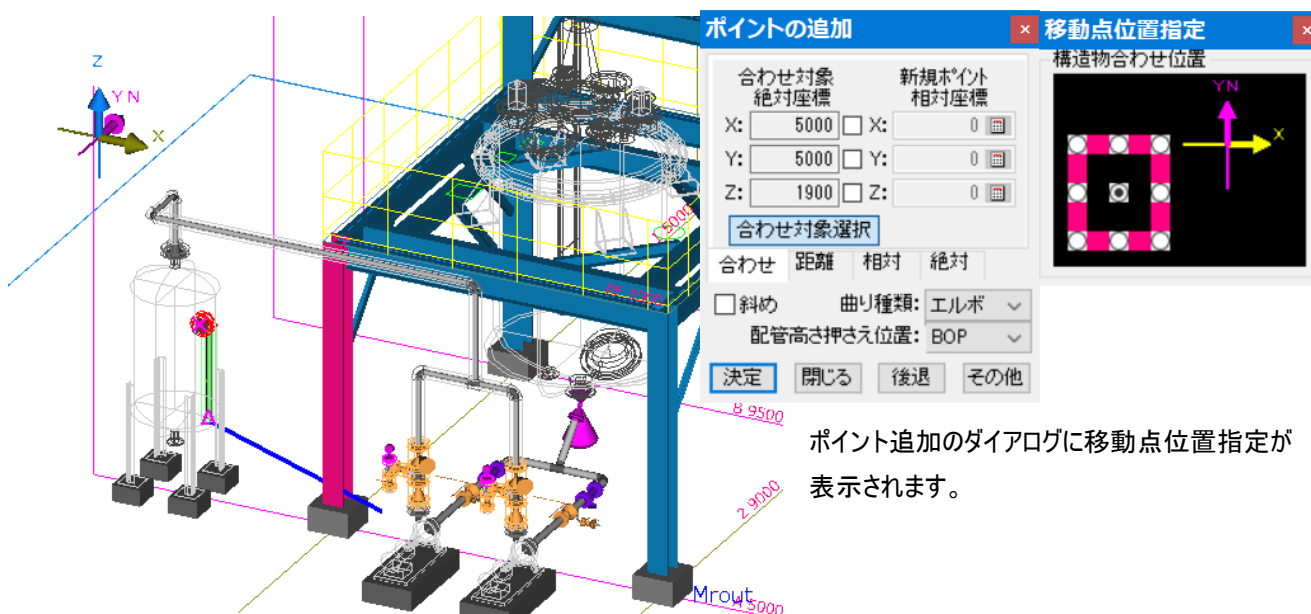 Z
YN
X
1 5000
PF 3900
B 9500
2 9000
Mrout
A 5000
ポイントの追加
×
合わせ対象
絶対座標
新規ポイント
相対座標
X: 5000 X: 0
Y: 5000 Y: 0
Z: 1900 Z: 0
合わせ対象選択
合わせ 距離 相対 絶対
斜め 曲り種類: エルボ
配管高さ押さえ位置: BOP
決定 閉じる 後退 その他
移動点位置指定
×
構造物合わせ位置
YN
X
ポイント追加のダイアログに移動点位置指定が
表示されます。